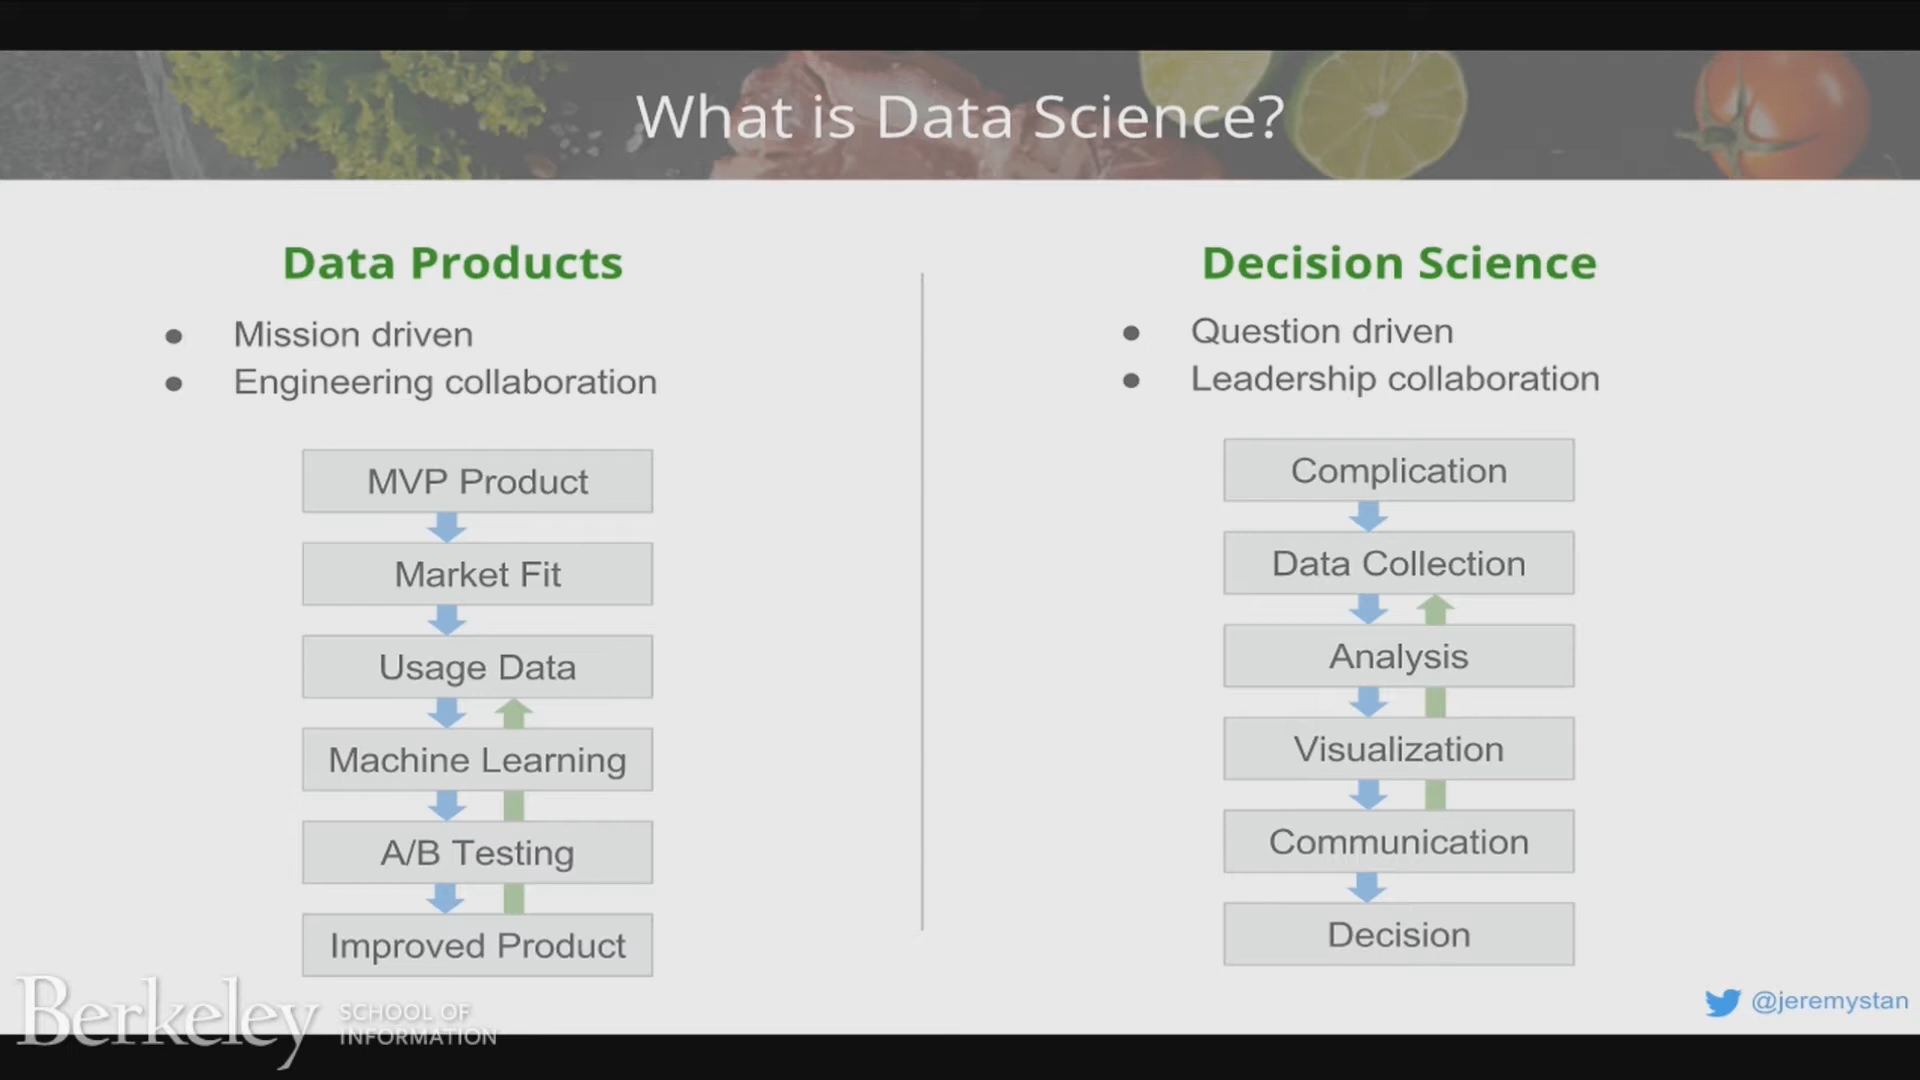 What is Data Science?
Data Products
● Mission driven
● Engineering collaboration
MVP Product
Market Fit
Usage Data
Machine Learning
A/B Testing
Improved Product
Decision Science
● Question driven
● Leadership collaboration
Complication
Data Collection
Analysis
Visualization
Communication
Decision
Berkeley
SCHOOL OF
INFORMATION
@jeremystan